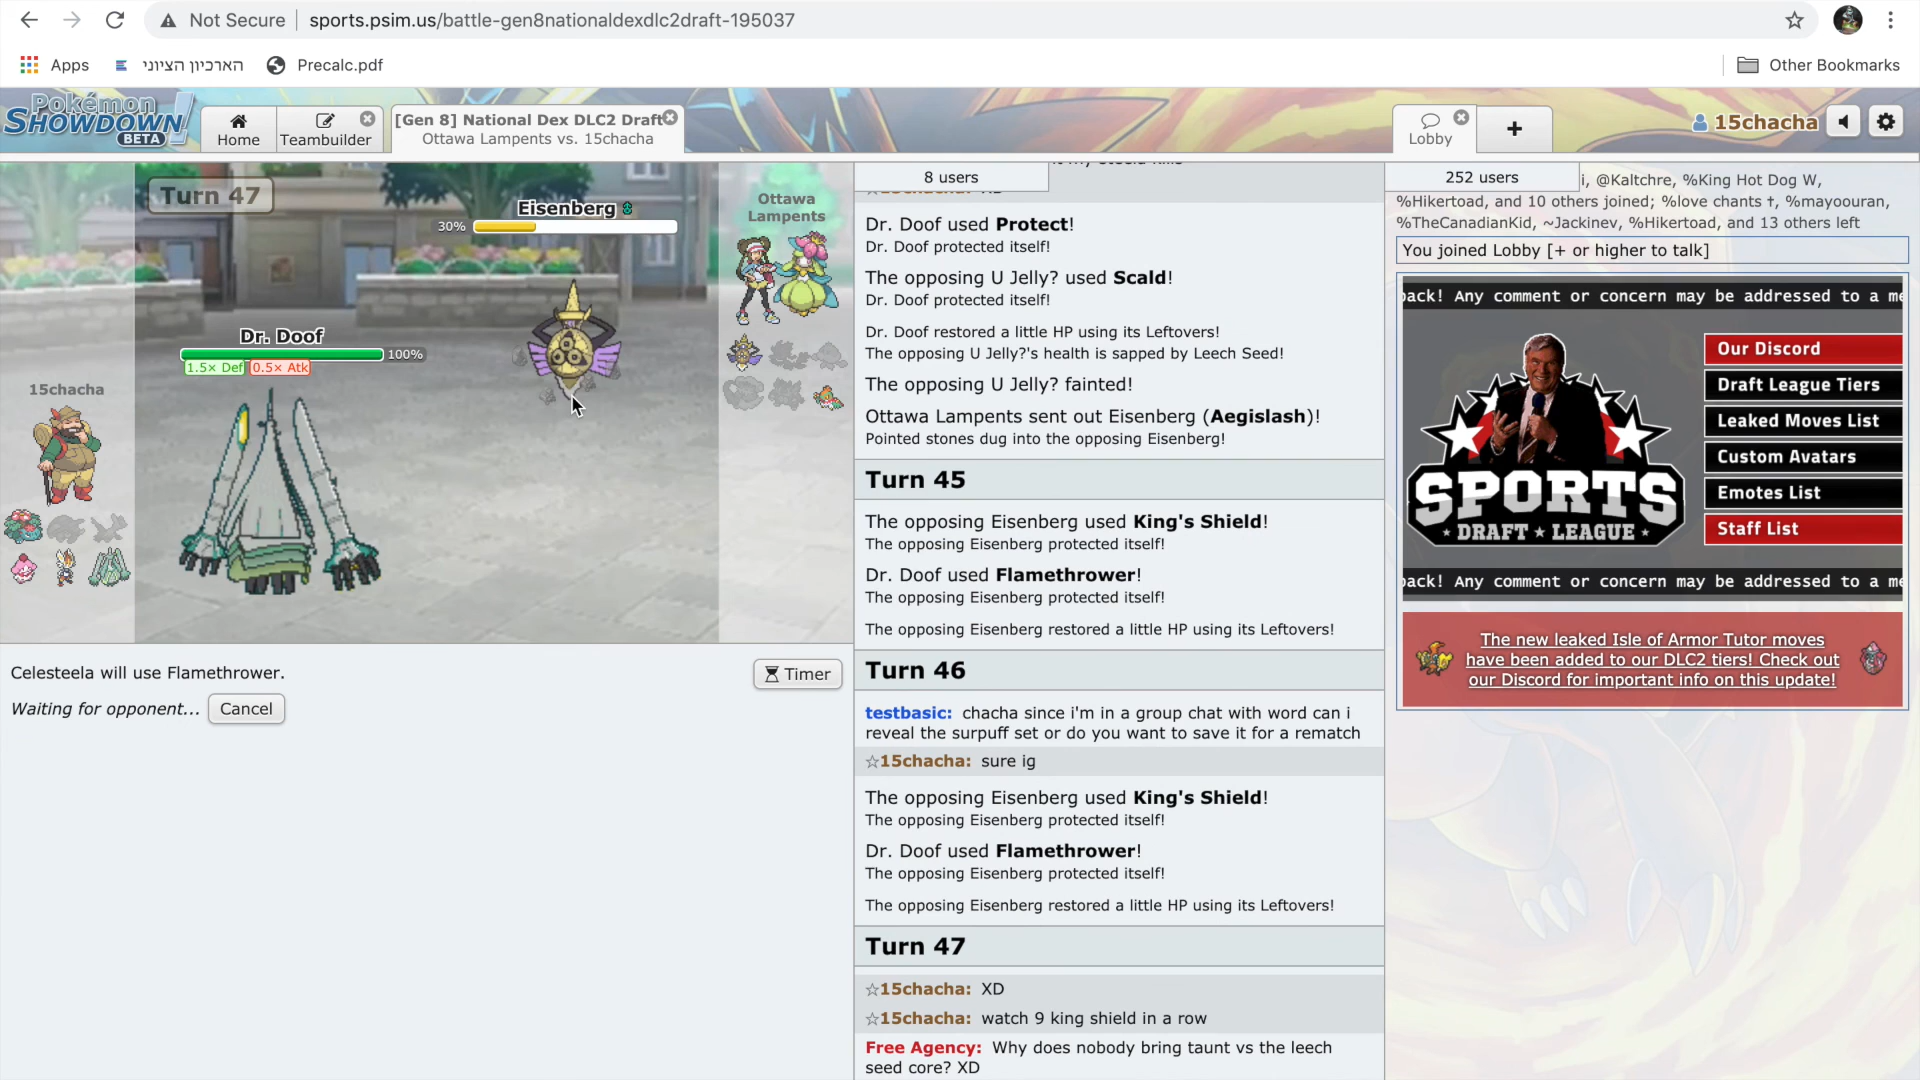 Not Secure
sports.psim.us/battle-gen8nationaldexdlc2draft-195037
Apps
הארכיון הציוני
Precalc.pdf
Other Bookmarks
Pokémon
SHOWDOWN
BETA
Home
Teambuilder
[Gen 8] National Dex DLC2 Draft
Ottawa Lampents vs. 15chacha
Lobby
15chacha
Turn 47
Eisenberg
30%
Dr. Doof
100%
1.5× Def
0.5× Atk
15chacha
Ottawa
Lampents
Celesteela will use Flamethrower.
Waiting for opponent...
Cancel
Timer
8 users
Dr. Doof used Protect!
Dr. Doof protected itself!
The opposing U Jelly? used Scald!
Dr. Doof protected itself!
Dr. Doof restored a little HP using its Leftovers!
The opposing U Jelly?'s health is sapped by Leech Seed!
The opposing U Jelly? fainted!
Ottawa Lampents sent out Eisenberg (Aegislash)!
Pointed stones dug into the opposing Eisenberg!
Turn 45
The opposing Eisenberg used King's Shield!
The opposing Eisenberg protected itself!
Dr. Doof used Flamethrower!
The opposing Eisenberg protected itself!
The opposing Eisenberg restored a little HP using its Leftovers!
Turn 46
testbasic: chacha since i'm in a group chat with word can i
reveal the surpuff set or do you want to save it for a rematch
☆15chacha: sure ig
The opposing Eisenberg used King's Shield!
The opposing Eisenberg protected itself!
Dr. Doof used Flamethrower!
The opposing Eisenberg protected itself!
The opposing Eisenberg restored a little HP using its Leftovers!
Turn 47
☆15chacha: XD
☆15chacha: watch 9 king shield in a row
Free Agency: Why does nobody bring taunt vs the leech
seed core? XD
252 users
i, @Kaltchre, %King Hot Dog W,
%Hikertoad, and 10 others joined; %love chants †, %mayoouran,
%TheCanadianKid, ~Jackinev, %Hikertoad, and 13 others left
You joined Lobby [+ or higher to talk]
back! Any comment or concern may be addressed to a me
Our Discord
Draft League Tiers
Leaked Moves List
Custom Avatars
Emotes List
Staff List
SPORTS
DRAFT ★ LEAGUE
back! Any comment or concern may be addressed to a me
The new leaked Isle of Armor Tutor moves
have been added to our DLC2 tiers! Check out
our Discord for important info on this update!